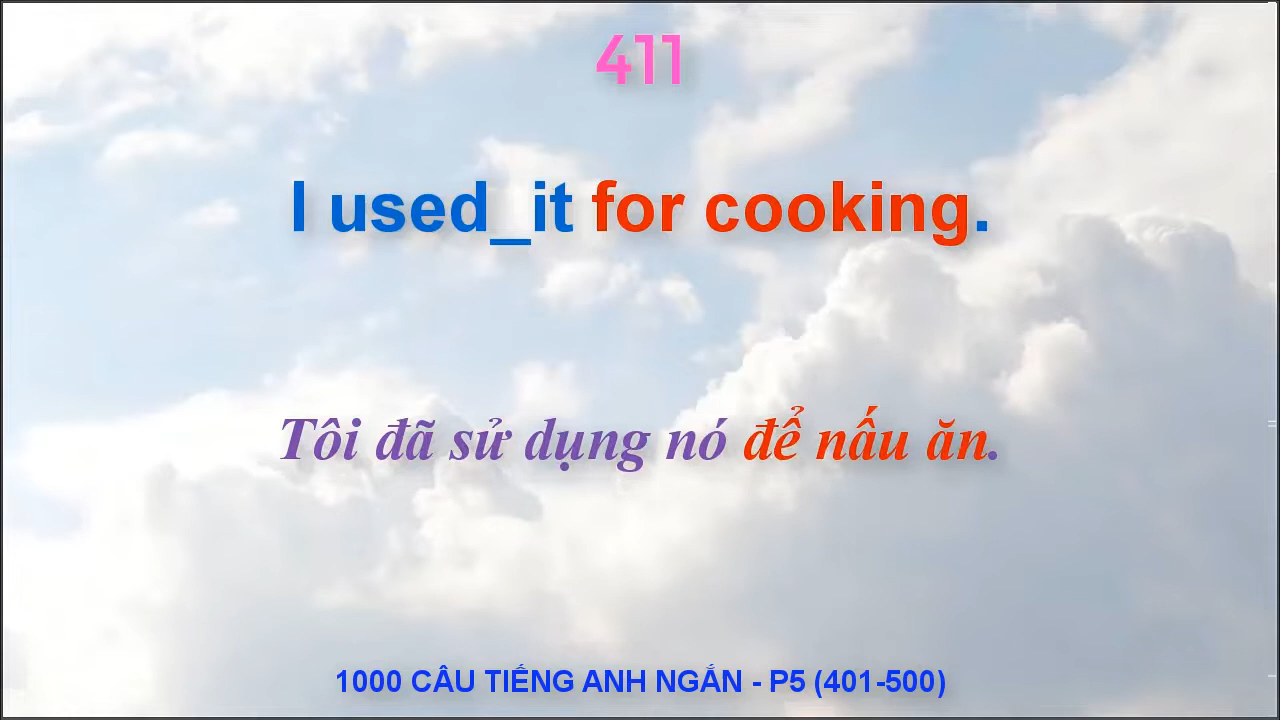 411
I used_it for cooking.
Tôi đã sử dụng nó để nấu ăn.
1000 CÂU TIẾNG ANH NGẮN - P5 (401-500)